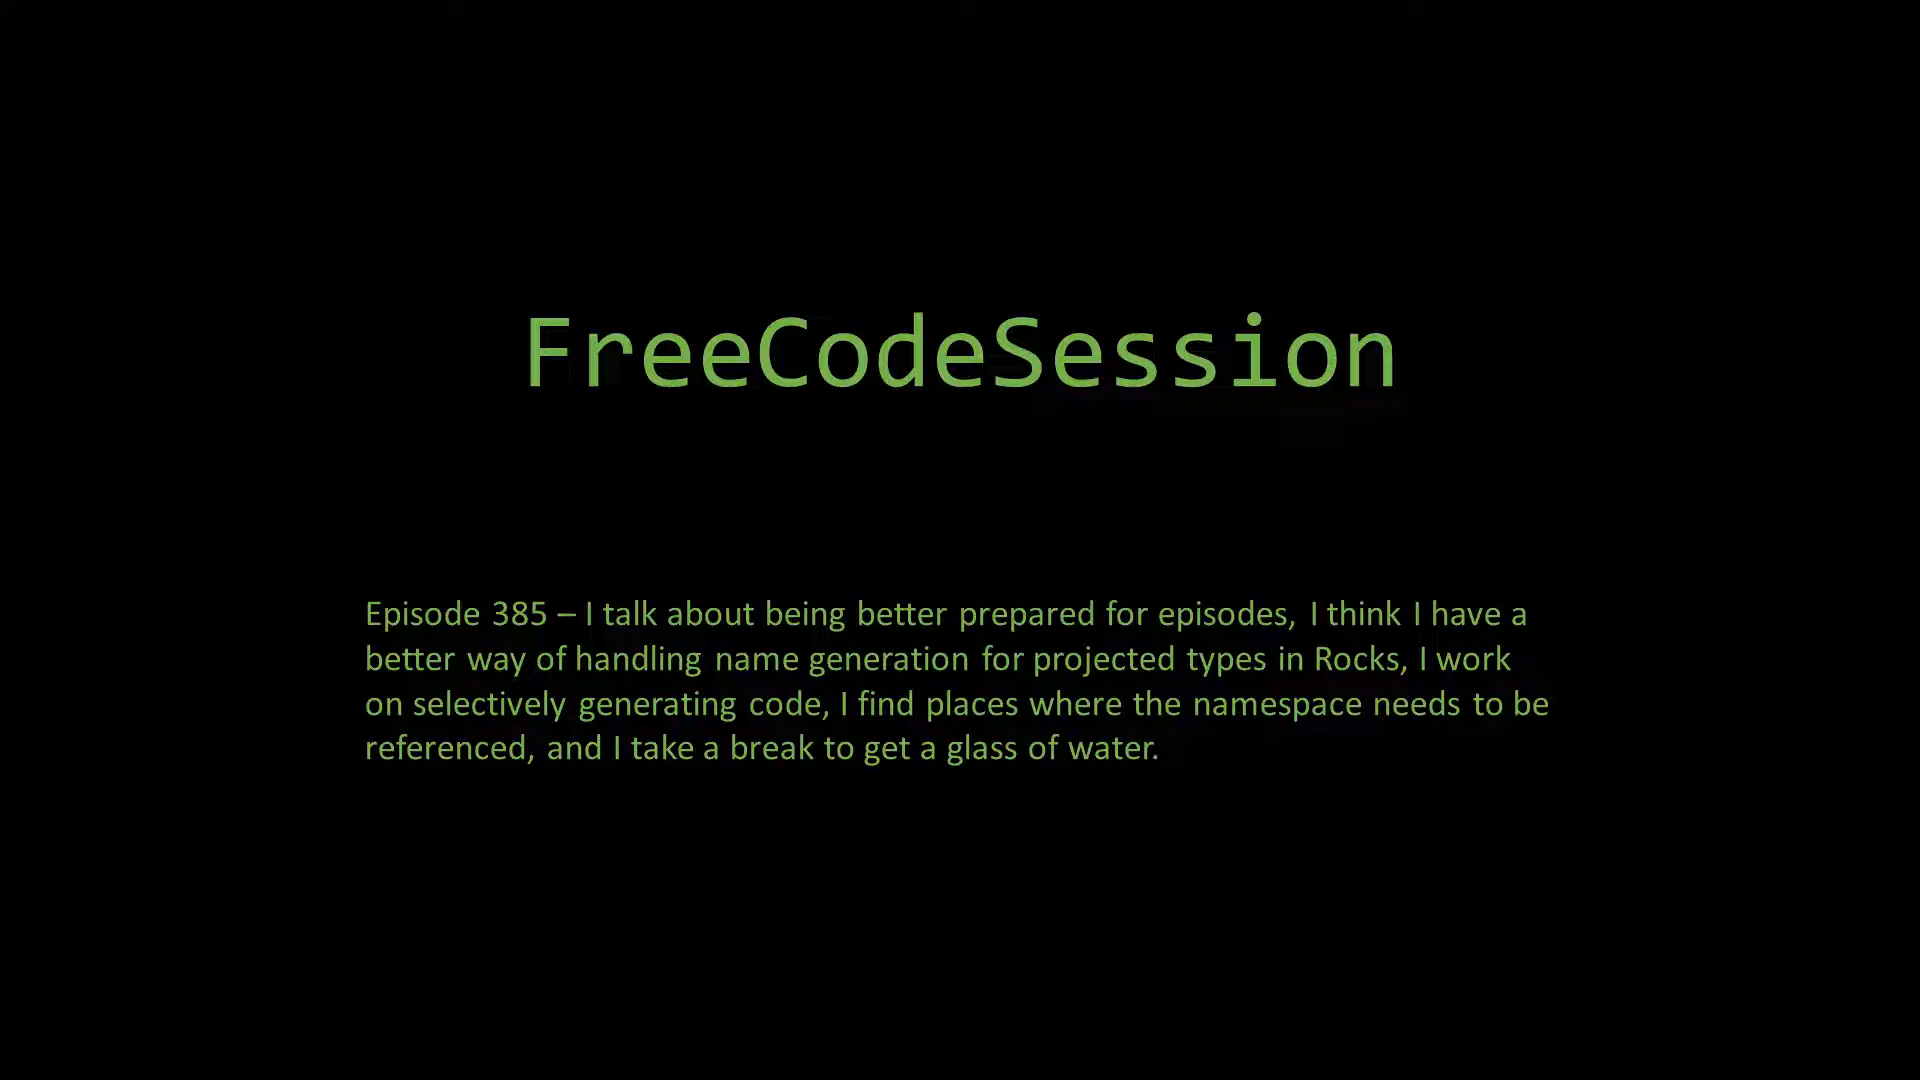 FreeCodeSession
Episode 385 – I talk about being better prepared for episodes, I think I have a
better way of handling name generation for projected types in Rocks, I work
on selectively generating code, I find places where the namespace needs to be
referenced, and I take a break to get a glass of water.